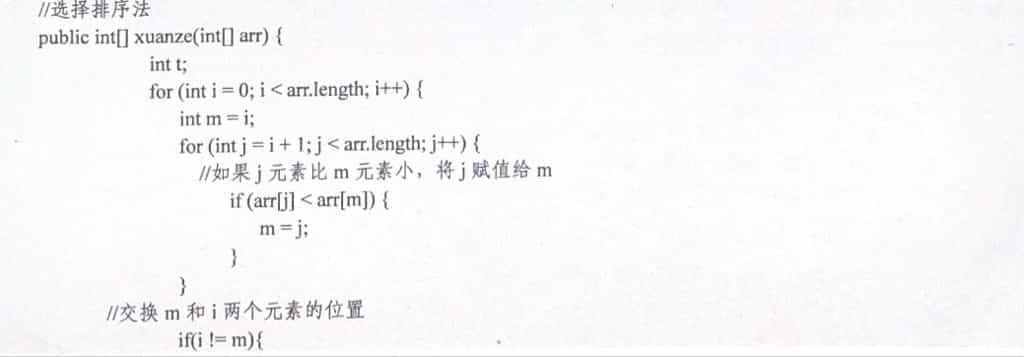 //选择排序法
public int[] xuanze(int[] arr) {
int t;
for (int i = 0; i < arr.length; i++) {
int m = i;
for (int j = i + 1; j < arr.length; j++) {
//如果 j 元素比 m 元素小，将 j 赋值给 m
if (arr[j] < arr[m]) {
m = j;
}
}
//交换 m 和 i 两个元素的位置
if(i != m){